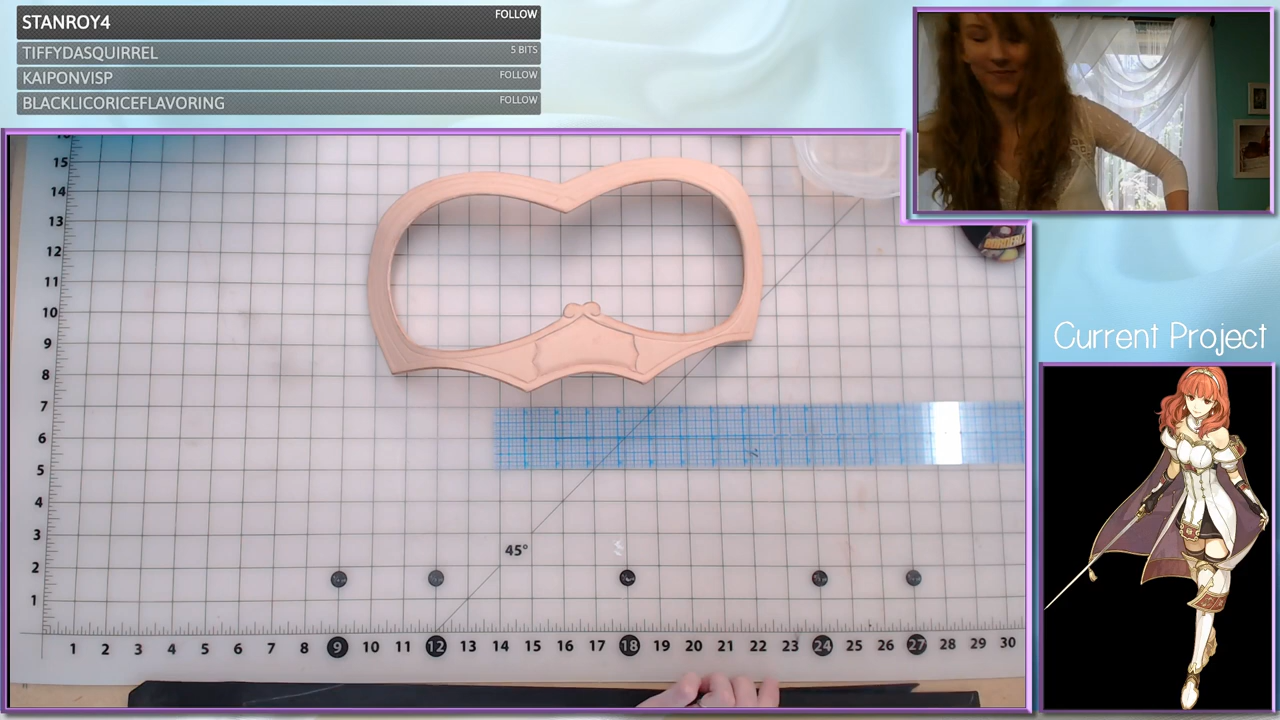 STANROY4 FOLLOW
TIFFYDASQUIRREL 5 BITS
KAIPONVISP FOLLOW
BLACKLICORICEFLAVORING FOLLOW
Current Project
15
14
13
12
11
10
9
8
7
6
5
4
3
2
1
45°
1 2 3 4 5 6 7 8 9 10 11 12 13 14 15 16 17 18 19 20 21 22 23 24 25 26 27 28 29 30